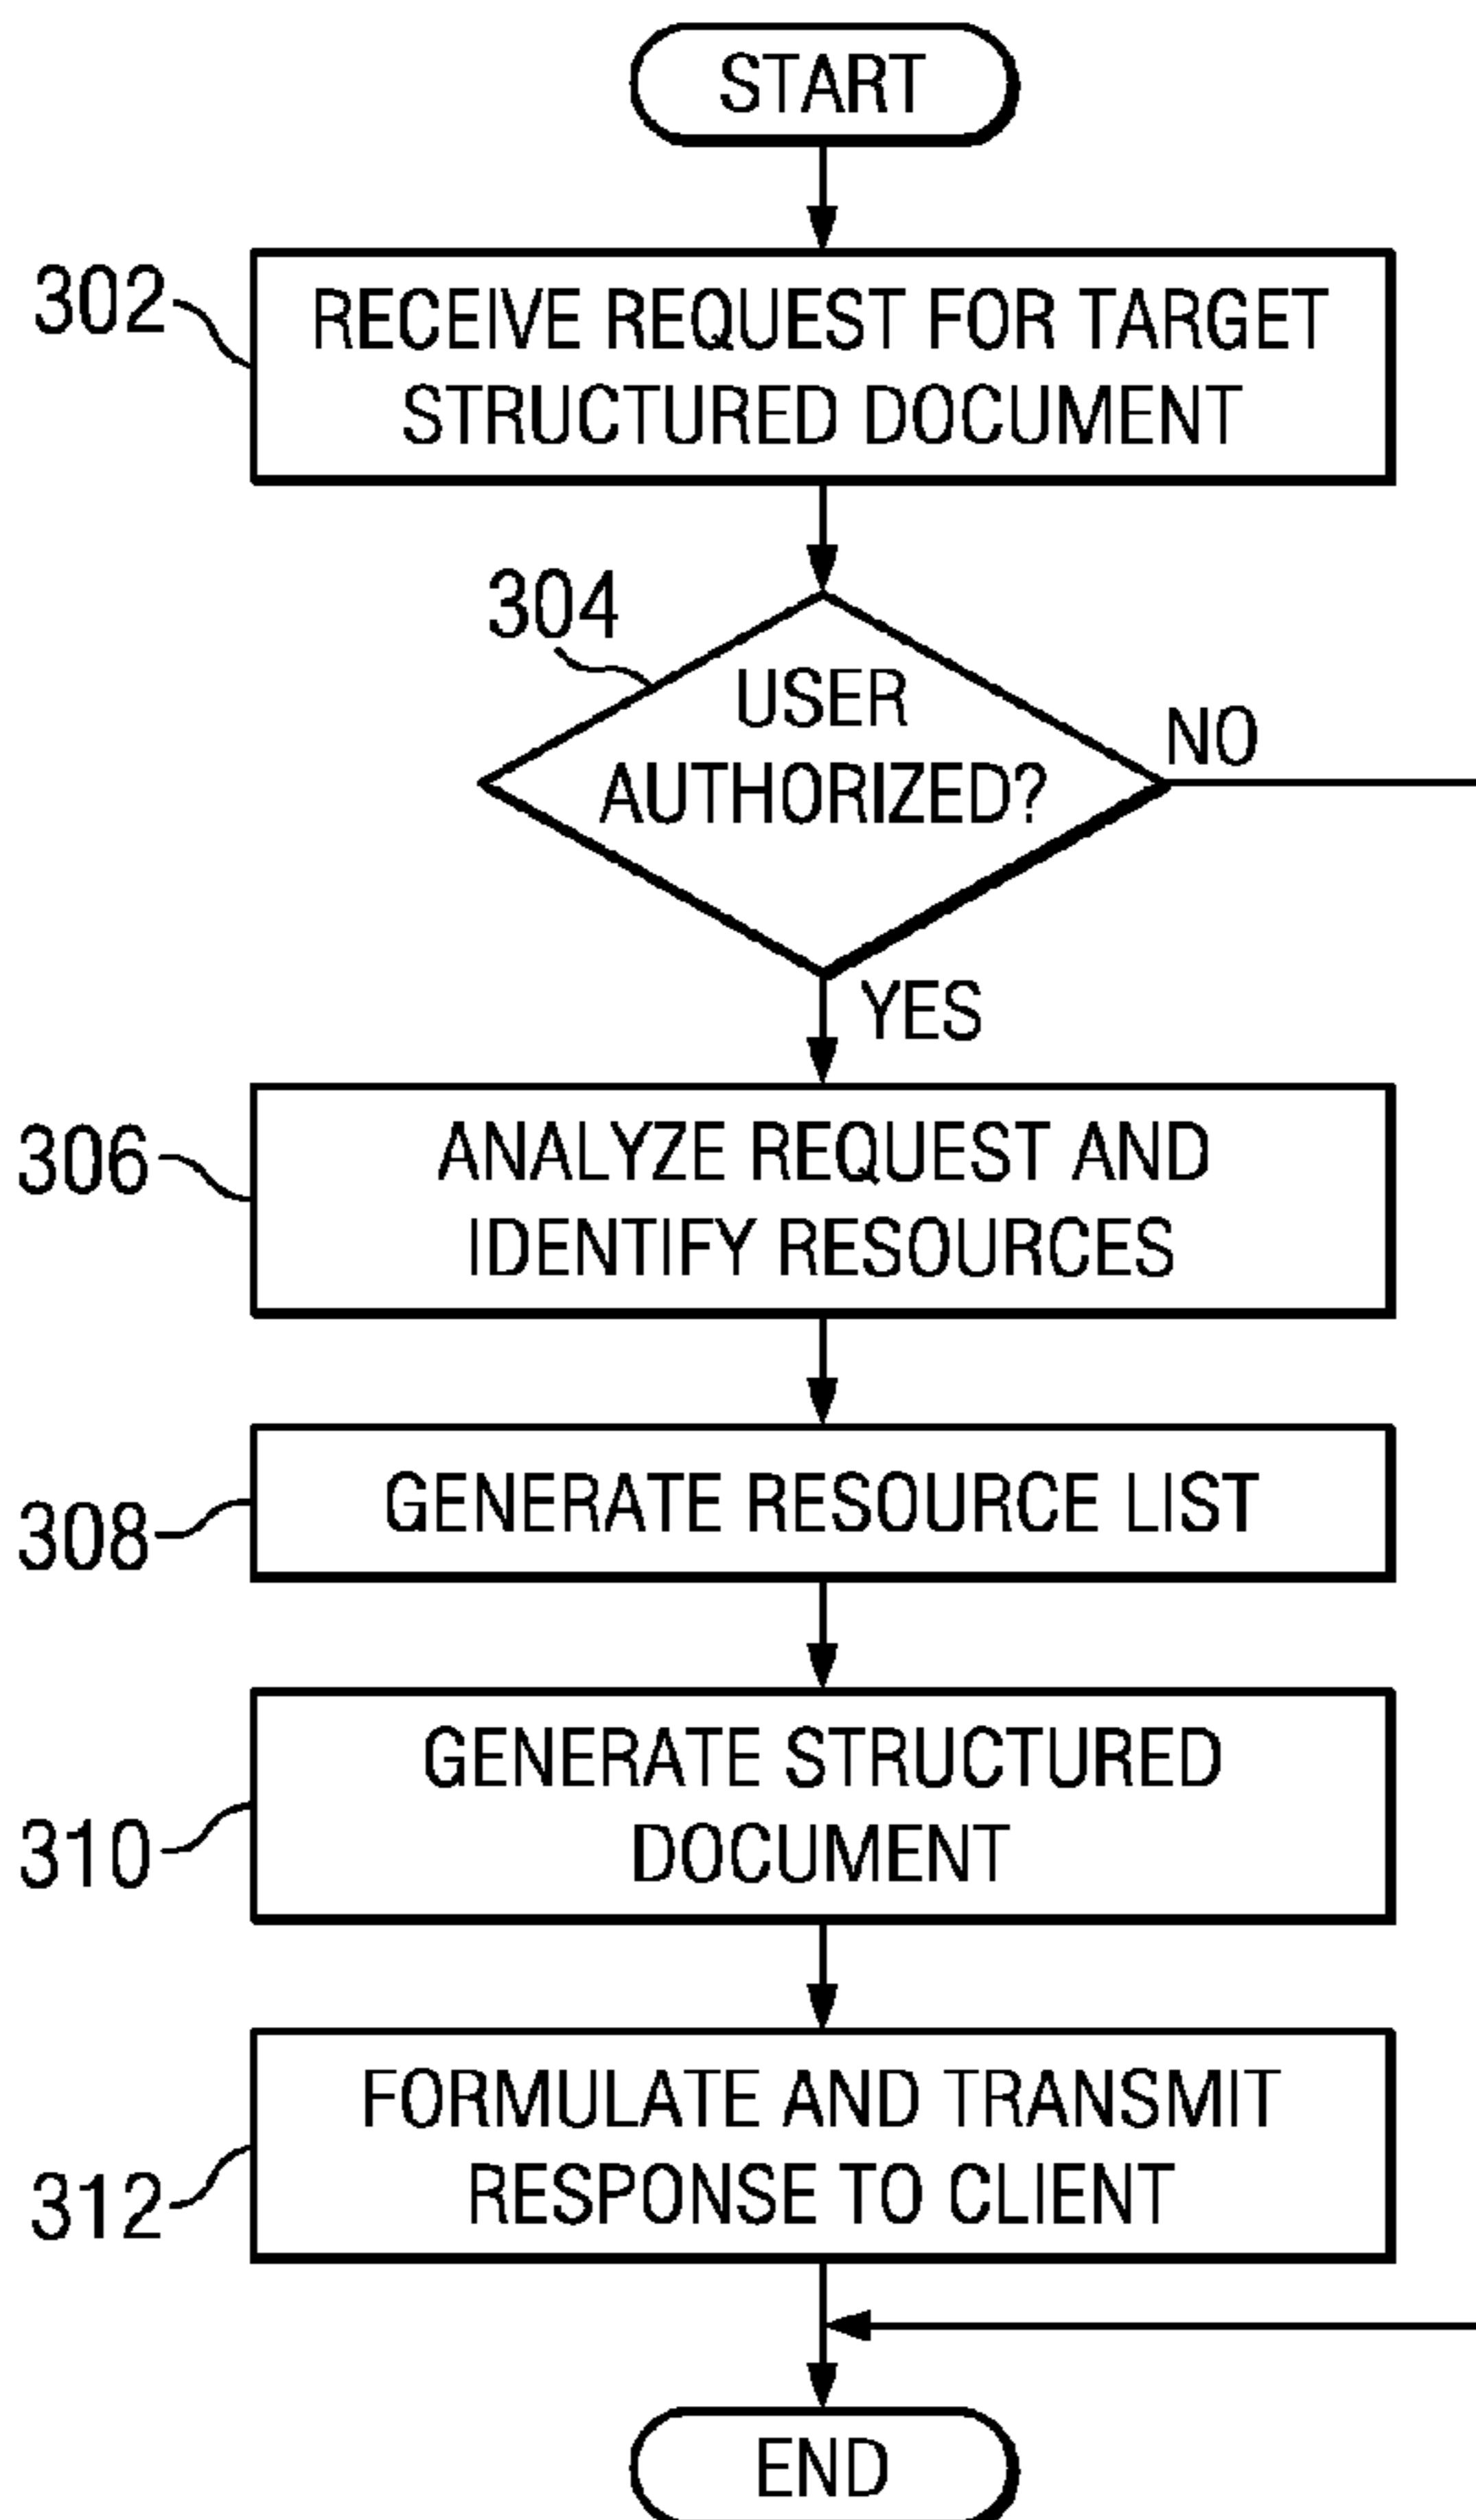 START
302
RECEIVE REQUEST FOR TARGET
STRUCTURED DOCUMENT
304
USER
AUTHORIZED?
NO
YES
306
ANALYZE REQUEST AND
IDENTIFY RESOURCES
308
GENERATE RESOURCE LIST
310
GENERATE STRUCTURED
DOCUMENT
312
FORMULATE AND TRANSMIT
RESPONSE TO CLIENT
END